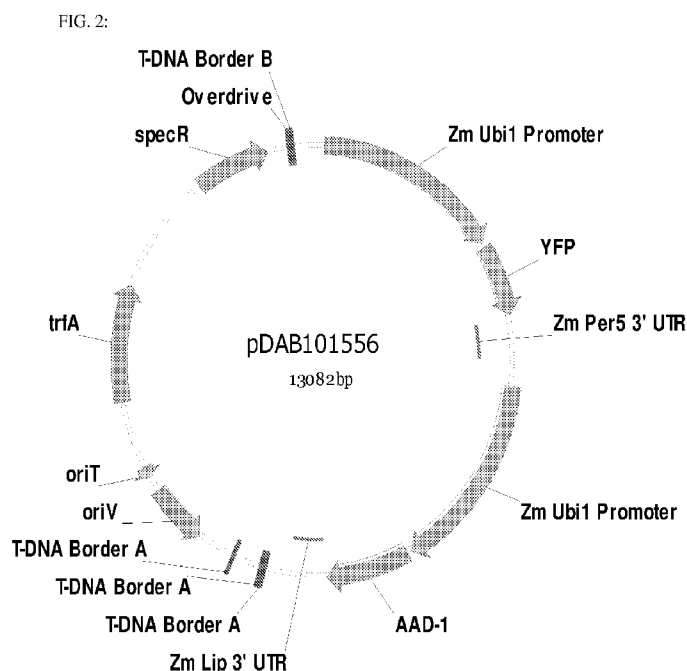 FIG. 2:
T-DNA Border B
Overdrive
specR
Zm Ubi1 Promoter
YFP
Zm Per5 3' UTR
trfA
pDAB101556
13082bp
oriT
oriV
Zm Ubi1 Promoter
T-DNA Border A
T-DNA Border A
T-DNA Border A
AAD-1
Zm Lip 3' UTR